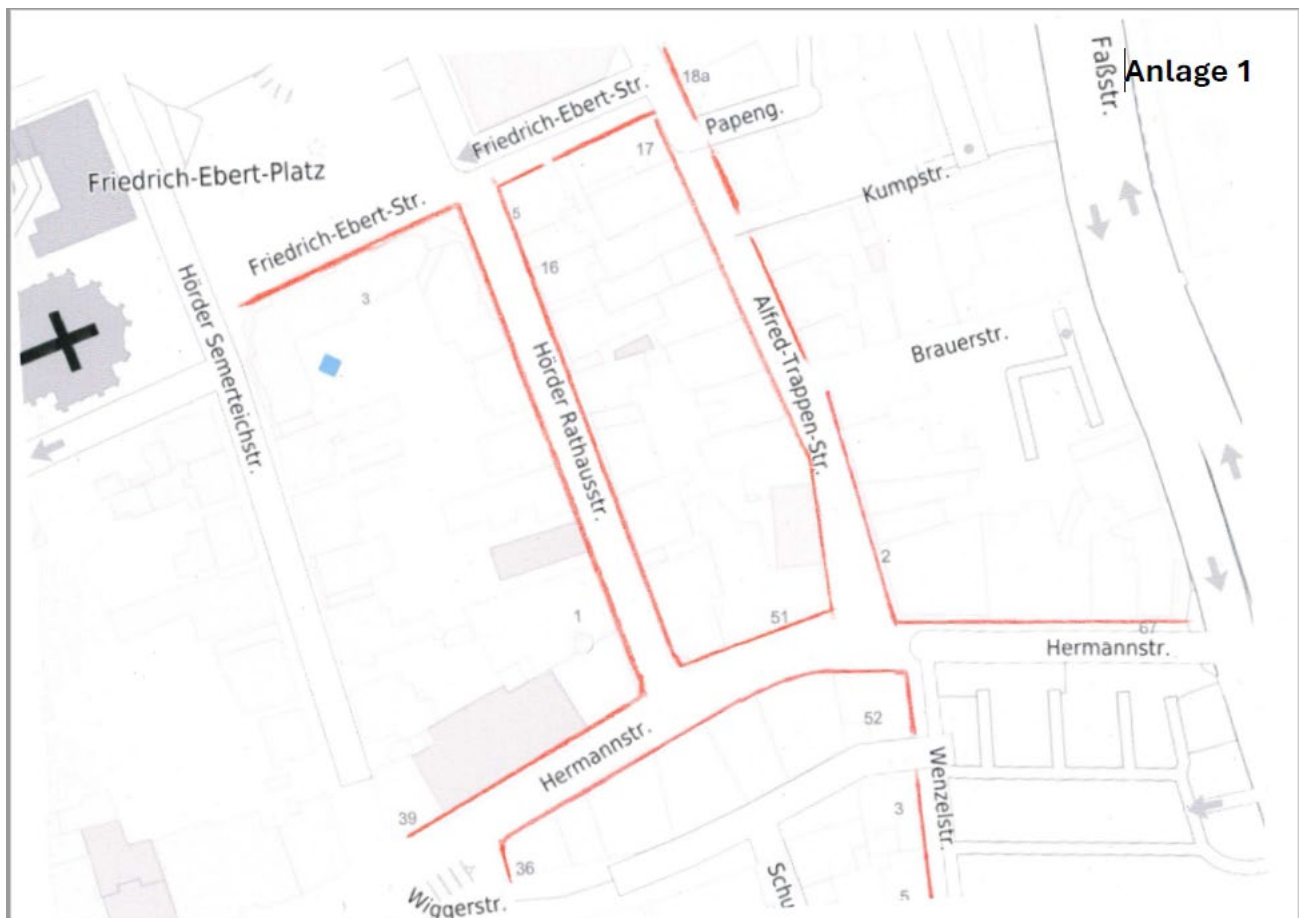 Anlage 1
Faßstr.
18a
Friedrich-Ebert-Str.
Papeng.
17
Friedrich-Ebert-Platz
Kumpstr.
Friedrich-Ebert-Str.
5
16
3
Hörder Semerteichstr.
Hörder Rathausstr.
Alfred-Trappen-Str.
Brauerstr.
2
1
51
67
Hermannstr.
52
Hermannstr.
Wenzelstr.
3
39
36
Schu
5
Wiggerstr.